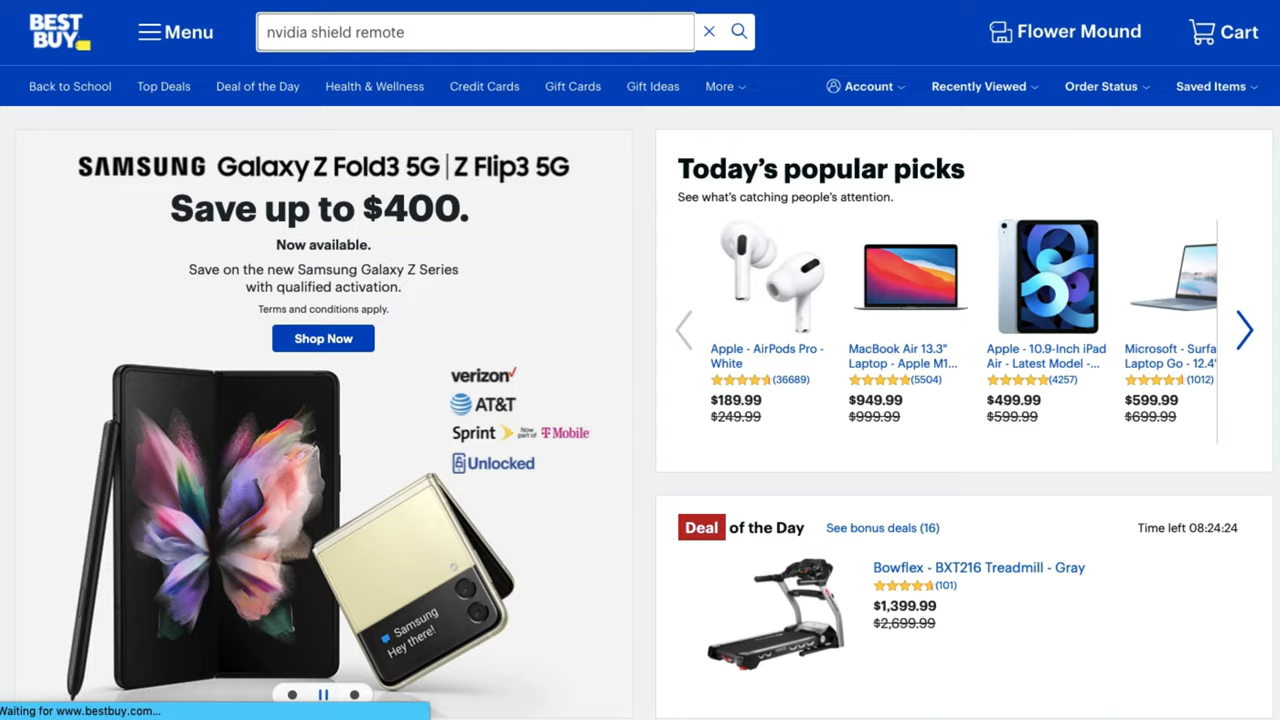 BEST
BUY
Menu
nvidia shield remote
Flower Mound
Cart
Back to School
Top Deals
Deal of the Day
Health & Wellness
Credit Cards
Gift Cards
Gift Ideas
More
Account
Recently Viewed
Order Status
Saved Items
SAMSUNG Galaxy Z Fold3 5G | Z Flip3 5G
Save up to $400.
Now available.
Save on the new Samsung Galaxy Z Series
with qualified activation.
Terms and conditions apply.
Shop Now
verizon
AT&T
Sprint Now part of T Mobile
Unlocked
Samsung
Hey there!
Today's popular picks
See what's catching people's attention.
Apple - AirPods Pro -
White
(36689)
$189.99
$249.99
MacBook Air 13.3"
Laptop - Apple M1...
(5504)
$949.99
$999.99
Apple - 10.9-Inch iPad
Air - Latest Model -...
(4257)
$499.99
$599.99
Microsoft - Surfa
Laptop Go - 12.4"
(1012)
$599.99
$699.99
Deal of the Day
See bonus deals (16)
Time left 08:24:24
Bowflex - BXT216 Treadmill - Gray
(101)
$1,399.99
$2,699.99
Waiting for www.bestbuy.com...